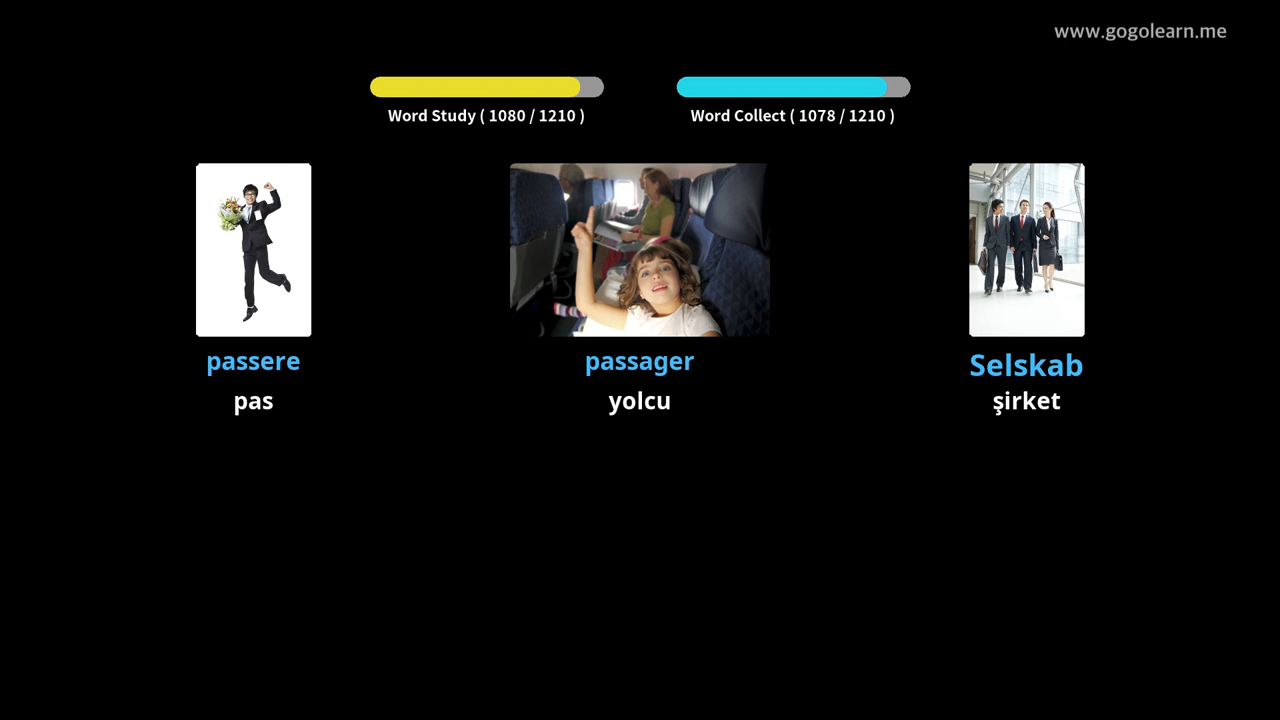 www.gogolearn.me
Word Study ( 1080 / 1210 )
Word Collect ( 1078 / 1210 )
passere
passager
Selskab
pas
yolcu
şirket